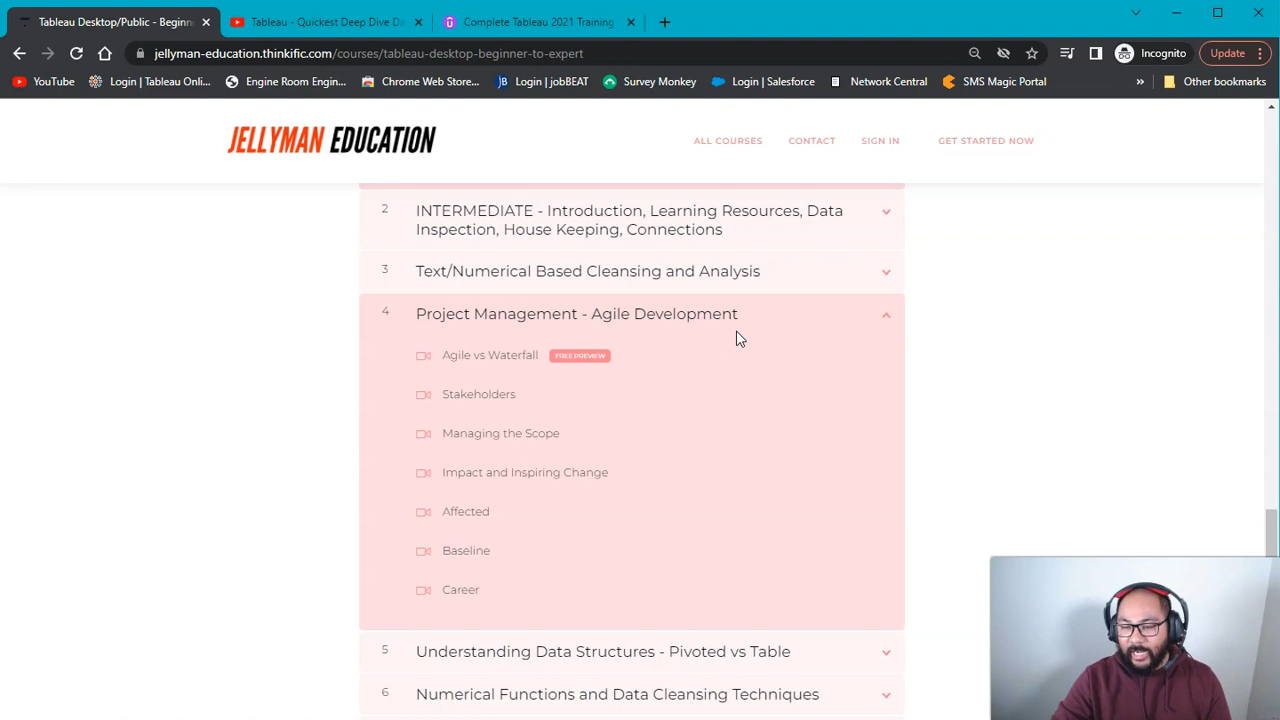 Tableau Desktop/Public - Beginn
Tableau - Quickest Deep Dive Da
Complete Tableau 2021 Training
jellyman-education.thinkific.com/courses/tableau-desktop-beginner-to-expert
Incognito
Update
YouTube
Login | Tableau Onli...
Engine Room Engin...
Chrome Web Store...
Login | jobBEAT
Survey Monkey
Login | Salesforce
Network Central
SMS Magic Portal
»
Other bookmarks
JELLYMAN EDUCATION
ALL COURSES
CONTACT
SIGN IN
GET STARTED NOW
2 INTERMEDIATE - Introduction, Learning Resources, Data
Inspection, House Keeping, Connections
3 Text/Numerical Based Cleansing and Analysis
4 Project Management - Agile Development
Agile vs Waterfall FREE PREVIEW
Stakeholders
Managing the Scope
Impact and Inspiring Change
Affected
Baseline
Career
5 Understanding Data Structures - Pivoted vs Table
6 Numerical Functions and Data Cleansing Techniques